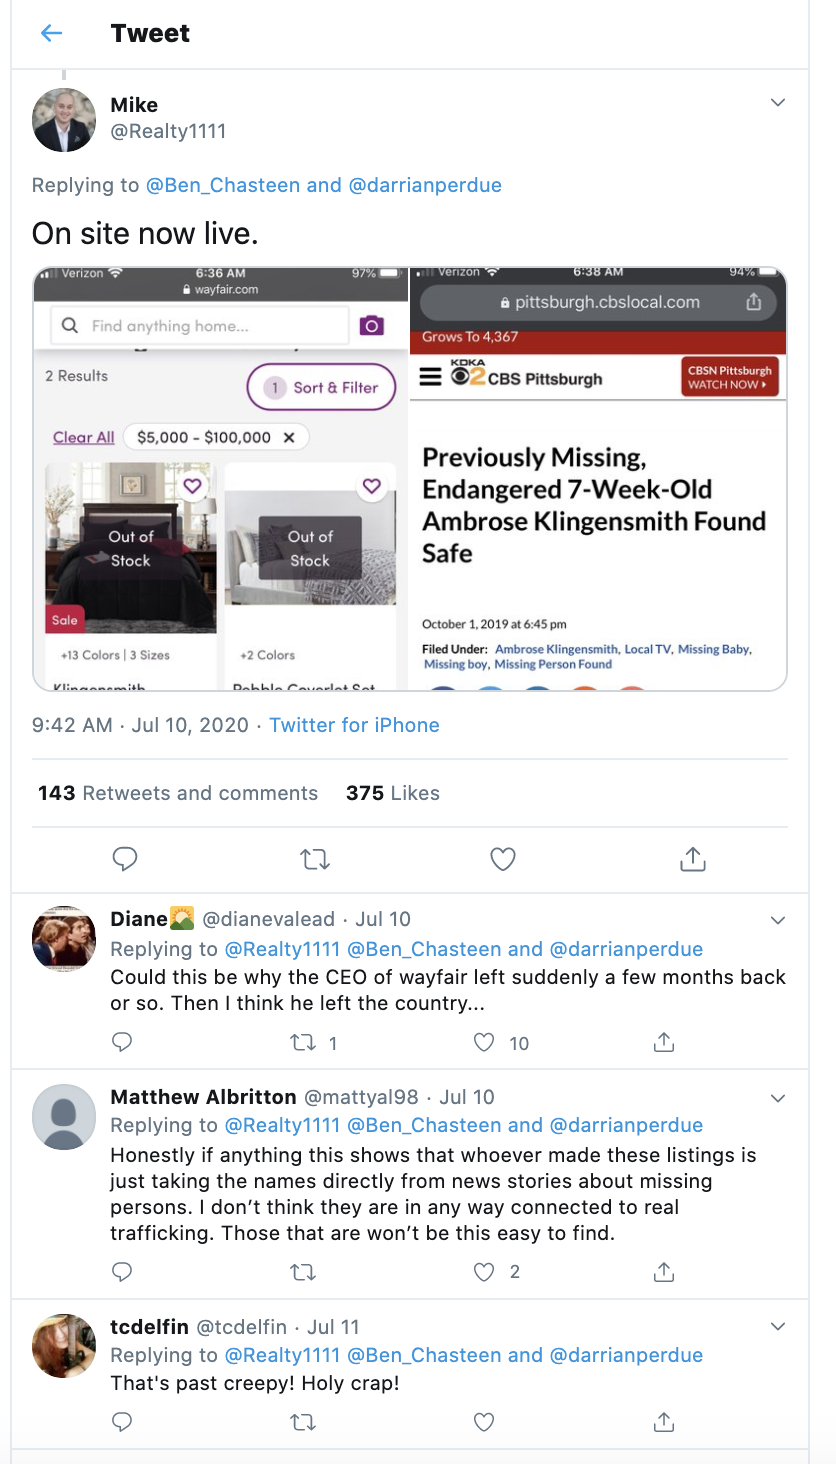 Tweet
Mike
@Realty1111
Replying to @Ben_Chasteen and @darrianperdue
On site now live.
Verizon 6:36 AM 97%
wayfair.com
Find anything home...
2 Results
1 Sort & Filter
Clear All $5,000 - $100,000 ✕
Out of
Stock
Sale
+13 Colors | 3 Sizes
Klingensmith
Out of
Stock
+2 Colors
Pebble Coverlet Set
Verizon 6:38 AM 94%
pittsburgh.cbslocal.com
Grows To 4,367
KDKA
2 CBS Pittsburgh
CBSN Pittsburgh
WATCH NOW
Previously Missing,
Endangered 7-Week-Old
Ambrose Klingensmith Found
Safe
October 1, 2019 at 6:45 pm
Filed Under: Ambrose Klingensmith, Local TV, Missing Baby,
Missing boy, Missing Person Found
9:42 AM · Jul 10, 2020 · Twitter for iPhone
143 Retweets and comments 375 Likes
Diane @dianevalead · Jul 10
Replying to @Realty1111 @Ben_Chasteen and @darrianperdue
Could this be why the CEO of wayfair left suddenly a few months back
or so. Then I think he left the country...
1 10
Matthew Albritton @mattyal98 · Jul 10
Replying to @Realty1111 @Ben_Chasteen and @darrianperdue
Honestly if anything this shows that whoever made these listings is
just taking the names directly from news stories about missing
persons. I don’t think they are in any way connected to real
trafficking. Those that are won’t be this easy to find.
2
tcdelfin @tcdelfin · Jul 11
Replying to @Realty1111 @Ben_Chasteen and @darrianperdue
That's past creepy! Holy crap!